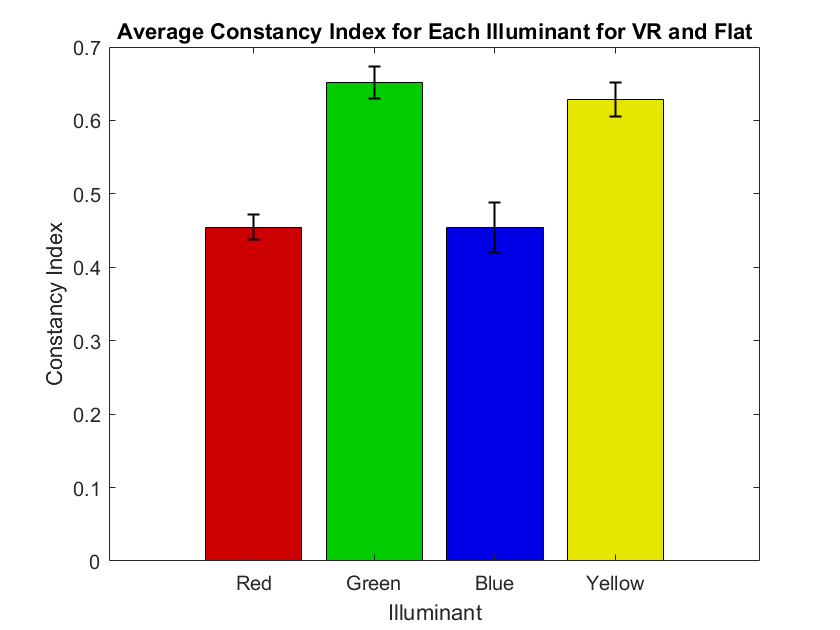 Average Constancy Index for Each Illuminant for VR and Flat
0.7
0.6
0.5
0.4
0.3
0.2
0.1
0
Constancy Index
Red Green Blue Yellow
Illuminant